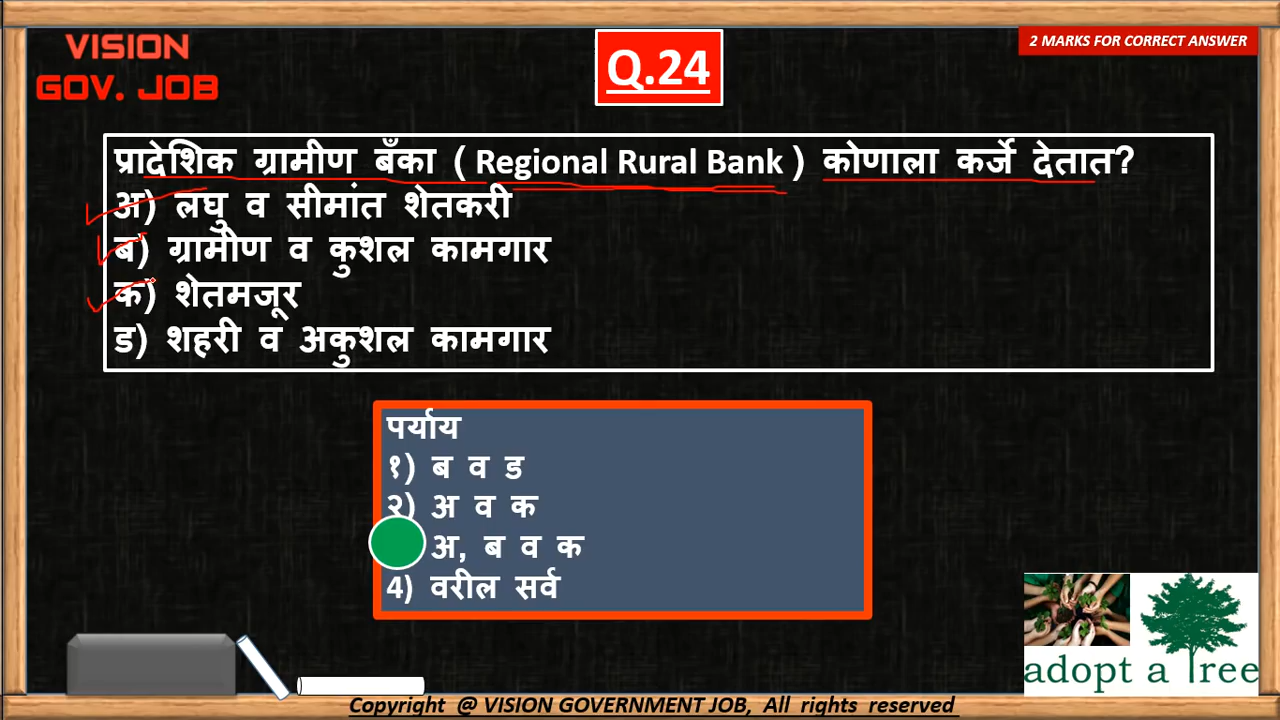 VISION
GOV. JOB
Q.24
2 MARKS FOR CORRECT ANSWER
प्रादेशिक ग्रामीण बँका ( Regional Rural Bank ) कोणाला कर्जे देतात?
अ) लघु व सीमांत शेतकरी
ब) ग्रामीण व कुशल कामगार
क) शेतमजूर
ड) शहरी व अकुशल कामगार
पर्याय
१) ब व ड
२) अ व क
अ, ब व क
4) वरील सर्व
adopt a Tree
Copyright @ VISION GOVERNMENT JOB, All rights reserved